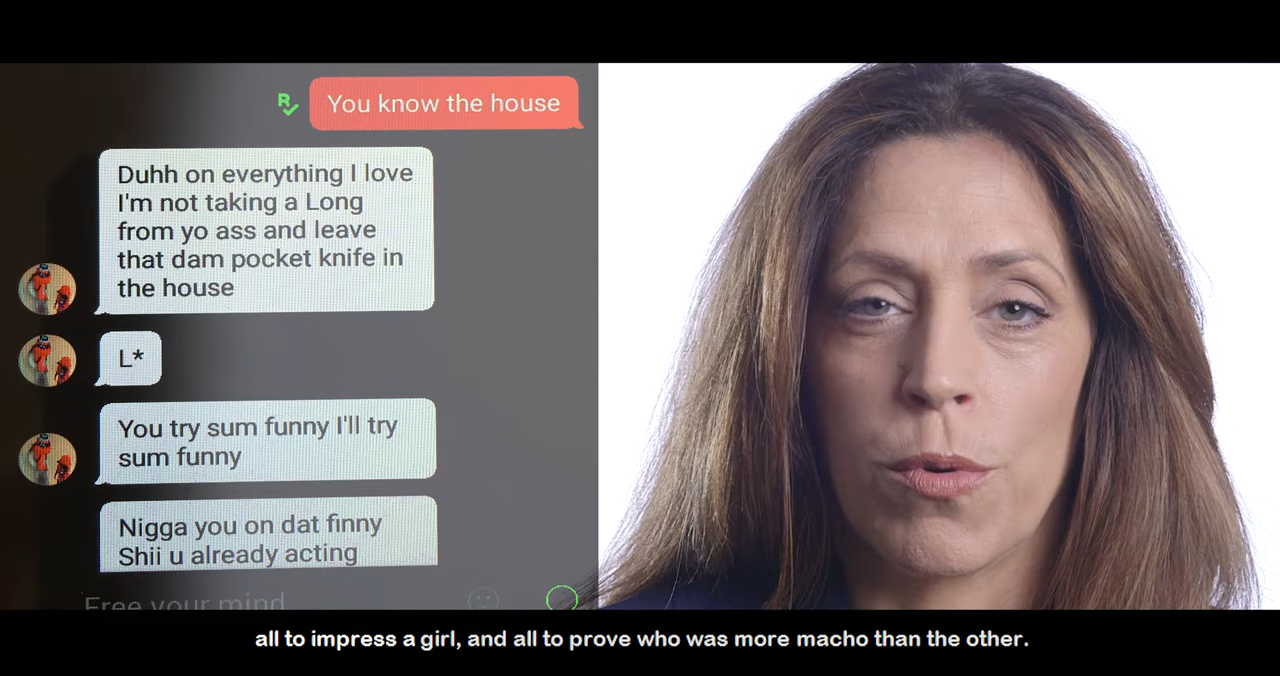 You know the house
Duhh on everything I love
I'm not taking a Long
from yo ass and leave
that dam pocket knife in
the house
L*
You try sum funny I'll try
sum funny
Nigga you on dat finny
Shii u already acting
Free your mind
all to impress a girl, and all to prove who was more macho than the other.